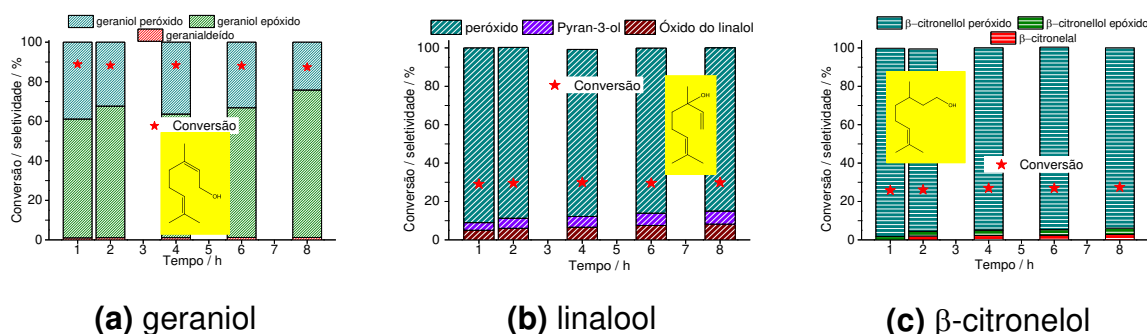 geraniol peróxido
geraniol epóxido
geranialdeído
Conversão / seletividade / %
100
80
60
40
20
0
Conversão
OH
1 2 3 4 5 6 7 8
Tempo / h
(a) geraniol
peróxido
Pyran-3-ol
Óxido do linalol
Conversão / seletividade / %
100
80
60
40
20
0
Conversão
OH
1 2 3 4 5 6 7 8
Tempo / h
(b) linalool
β-citronellol peróxido
β-citronellol epóxido
β-citronelal
Conversão / seletividade / %
100
80
60
40
20
0
OH
Conversão
1 2 3 4 5 6 7 8
Tempo / h
(c) β-citronelol